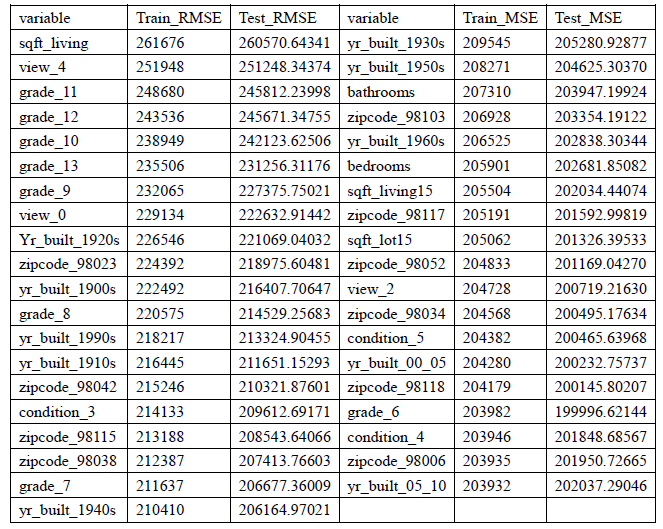 variable Train_RMSE Test_RMSE variable Train_MSE Test_MSE
sqft_living 261676 260570.64341 yr_built_1930s 209545 205280.92877
view_4 251948 251248.34374 yr_built_1950s 208271 204625.30370
grade_11 248680 245812.23998 bathrooms 207310 203947.19924
grade_12 243536 245671.34755 zipcode_98103 206928 203354.19122
grade_10 238949 242123.62506 yr_built_1960s 206525 202838.30344
grade_13 235506 231256.31176 bedrooms 205901 202681.85082
grade_9 232065 227375.75021 sqft_living15 205504 202034.44074
view_0 229134 222632.91442 zipcode_98117 205191 201592.99819
Yr_built_1920s 226546 221069.04032 sqft_lot15 205062 201326.39533
zipcode_98023 224392 218975.60481 zipcode_98052 204833 201169.04270
yr_built_1900s 222492 216407.70647 view_2 204728 200719.21630
grade_8 220575 214529.25683 zipcode_98034 204568 200495.17634
yr_built_1990s 218217 213324.90455 condition_5 204382 200465.63968
yr_built_1910s 216445 211651.15293 yr_built_00_05 204280 200232.75737
zipcode_98042 215246 210321.87601 zipcode_98118 204179 200145.80207
condition_3 214133 209612.69171 grade_6 203982 199996.62144
zipcode_98115 213188 208543.64066 condition_4 203946 201848.68567
zipcode_98038 212387 207413.76603 zipcode_98006 203935 201950.72665
grade_7 211637 206677.36009 yr_built_05_10 203932 202037.29046
yr_built_1940s 210410 206164.97021